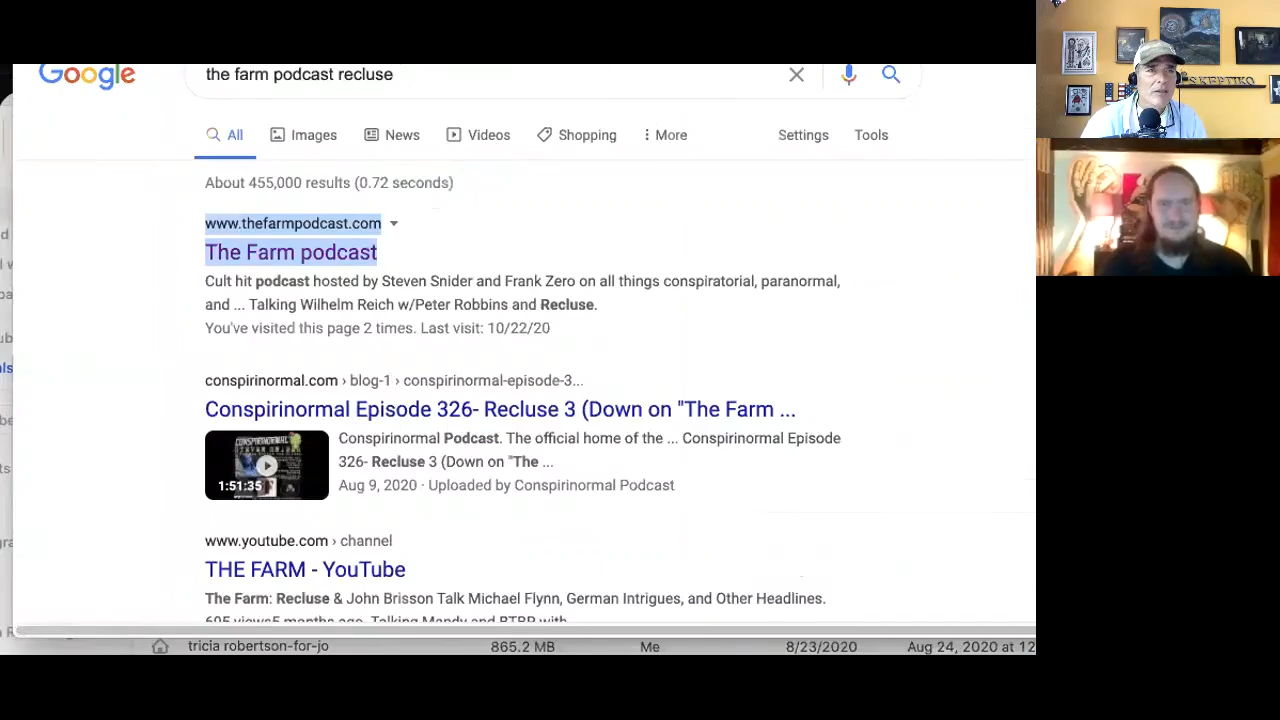 Google
the farm podcast recluse
All Images News Videos Shopping More Settings Tools
About 455,000 results (0.72 seconds)
www.thefarmpodcast.com
The Farm podcast
Cult hit podcast hosted by Steven Snider and Frank Zero on all things conspiratorial, paranormal,
and ... Talking Wilhelm Reich w/Peter Robbins and Recluse.
You've visited this page 2 times. Last visit: 10/22/20
conspirinormal.com › blog-1 › conspirinormal-episode-3...
Conspirinormal Episode 326- Recluse 3 (Down on "The Farm ...
Conspirinormal Podcast. The official home of the ... Conspirinormal Episode
326- Recluse 3 (Down on "The ...
1:51:35
Aug 9, 2020 · Uploaded by Conspirinormal Podcast
www.youtube.com › channel
THE FARM - YouTube
The Farm: Recluse & John Brisson Talk Michael Flynn, German Intrigues, and Other Headlines.
tricia robertson-for-jo 865.2 MB Me 8/23/2020 Aug 24, 2020 at 12
SKEPTIKO